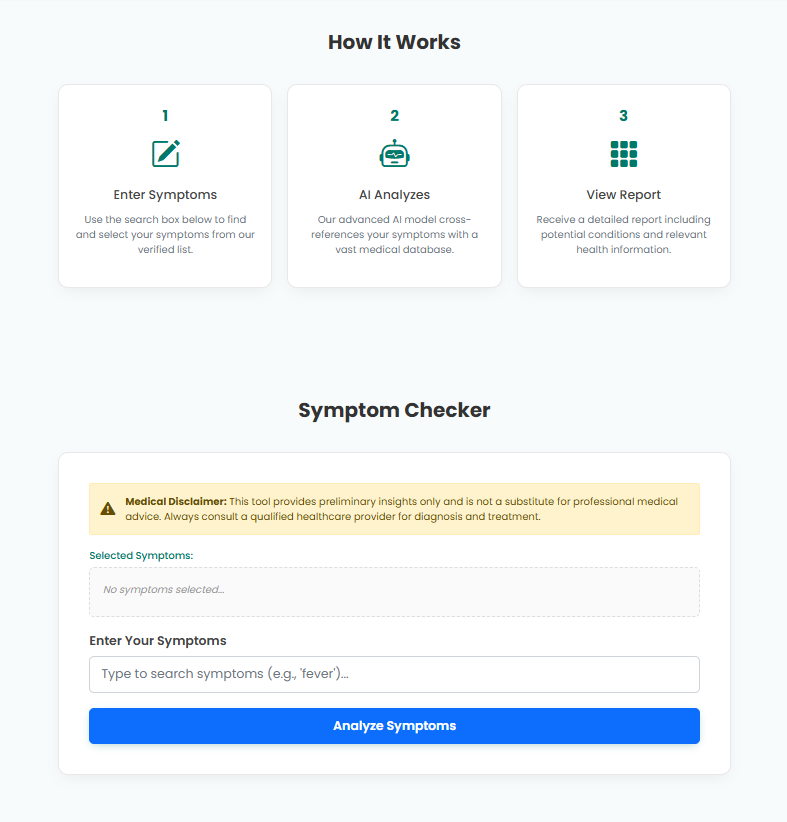 How It Works
1
2
3
Enter Symptoms
AI Analyzes
View Report
Use the search box below to find
and select your symptoms from our
verified list.
Our advanced AI model cross-
references your symptoms with a
vast medical database.
Receive a detailed report including
potential conditions and relevant
health information.
Symptom Checker
Medical Disclaimer: This tool provides preliminary insights only and is not a substitute for professional medical
advice. Always consult a qualified healthcare provider for diagnosis and treatment.
Selected Symptoms:
No symptoms selected...
Enter Your Symptoms
Type to search symptoms (e.g., 'fever')...
Analyze Symptoms